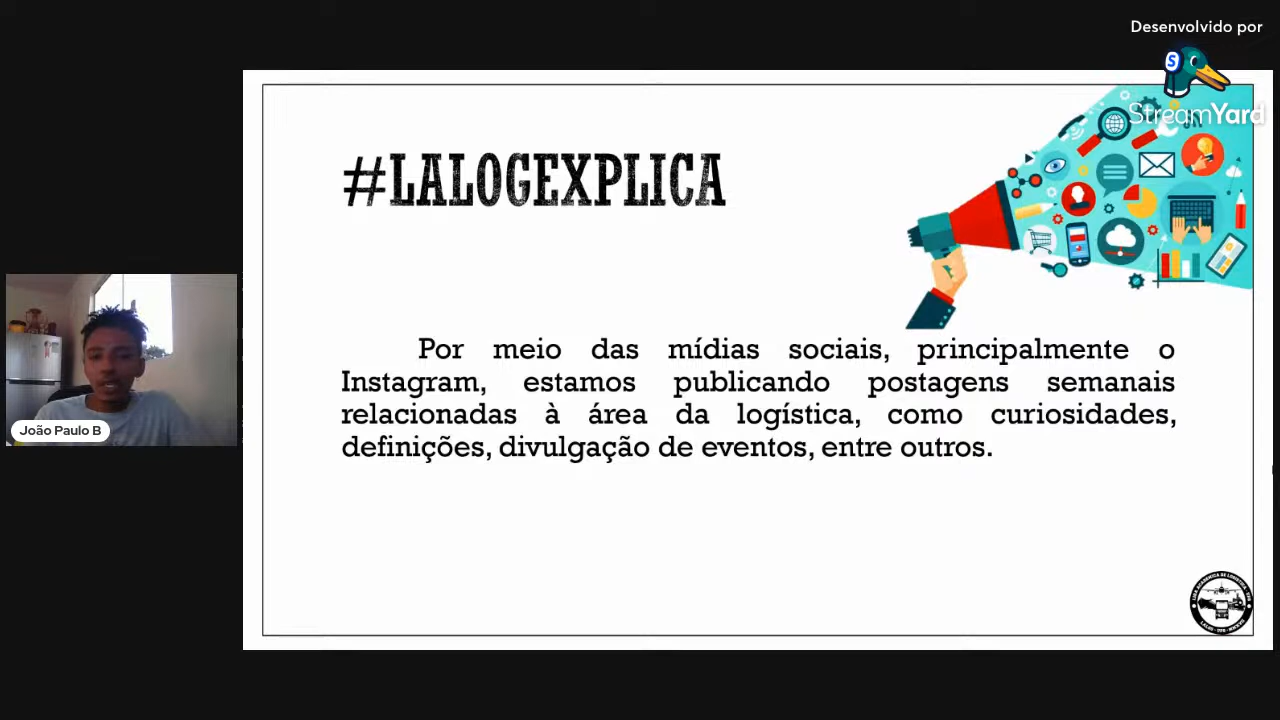 Desenvolvido por
StreamYard
#LALOGEXPLICA
Por meio das mídias sociais, principalmente o
Instagram, estamos publicando postagens semanais
relacionadas à área da logística, como curiosidades,
definições, divulgação de eventos, entre outros.
João Paulo B